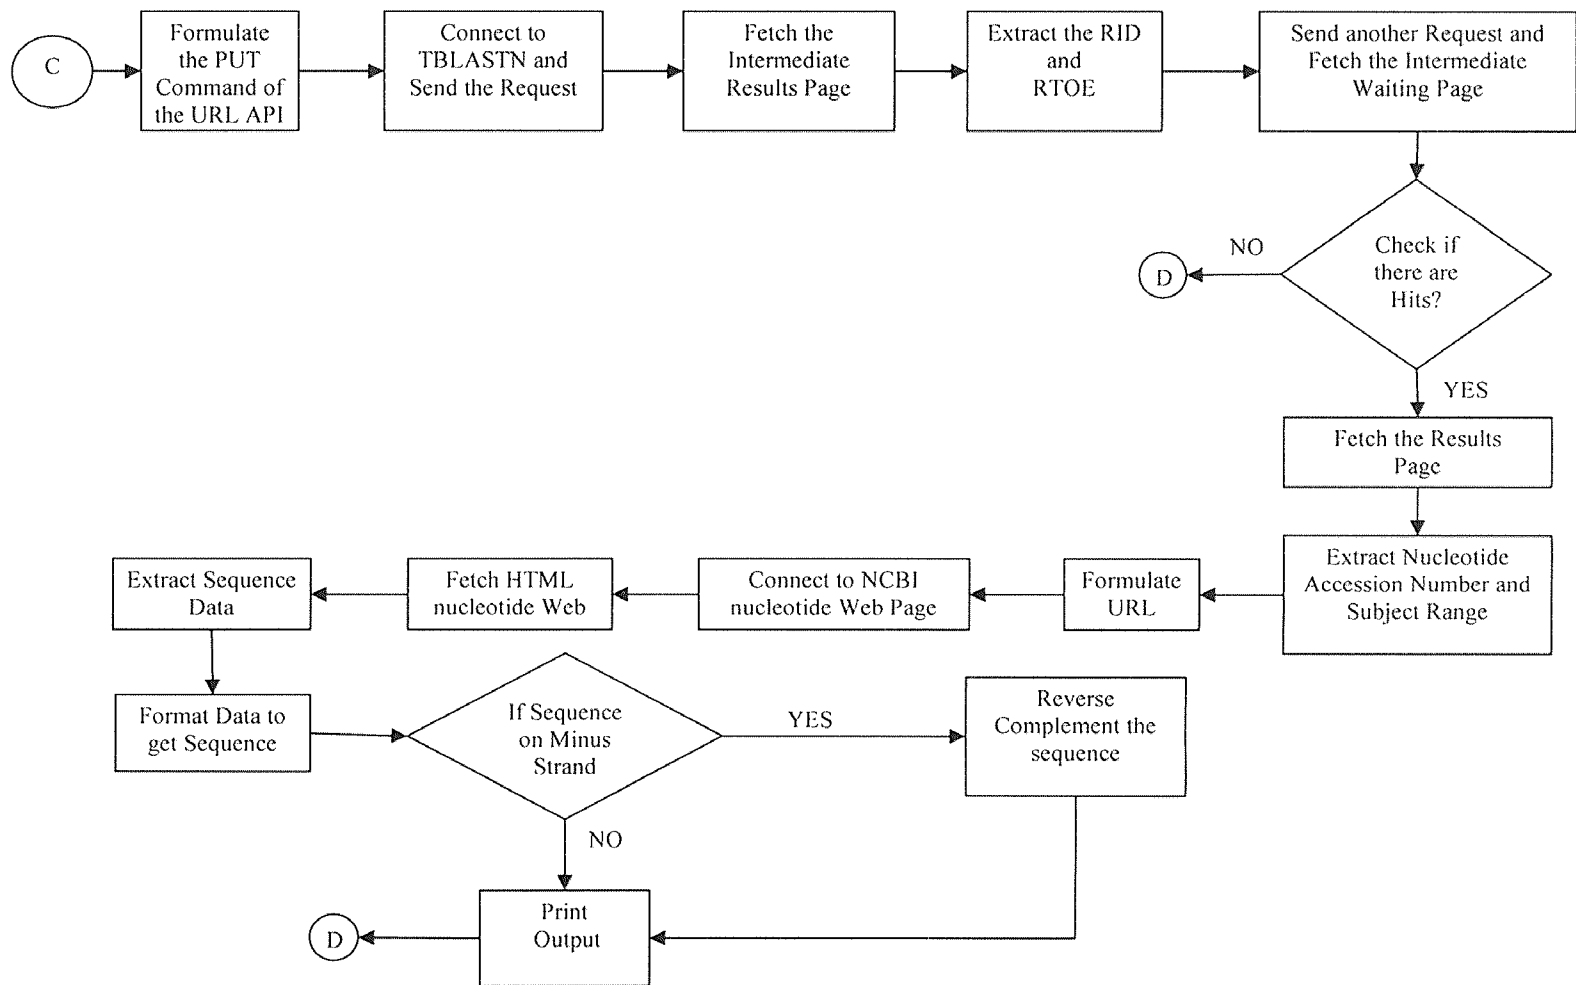 C
Formulate
the PUT
Command of
the URL API
Connect to
TBLASTN and
Send the Request
Fetch the
Intermediate
Results Page
Extract the RID
and
RTOE
Send another Request and
Fetch the Intermediate
Waiting Page
Check if
there are
Hits?
NO
D
YES
Fetch the Results
Page
Extract Nucleotide
Accession Number and
Subject Range
Formulate
URL
Connect to NCBI
nucleotide Web Page
Fetch HTML
nucleotide Web
Extract Sequence
Data
Format Data to
get Sequence
If Sequence
on Minus
Strand
YES
Reverse
Complement the
sequence
NO
Print
Output
D